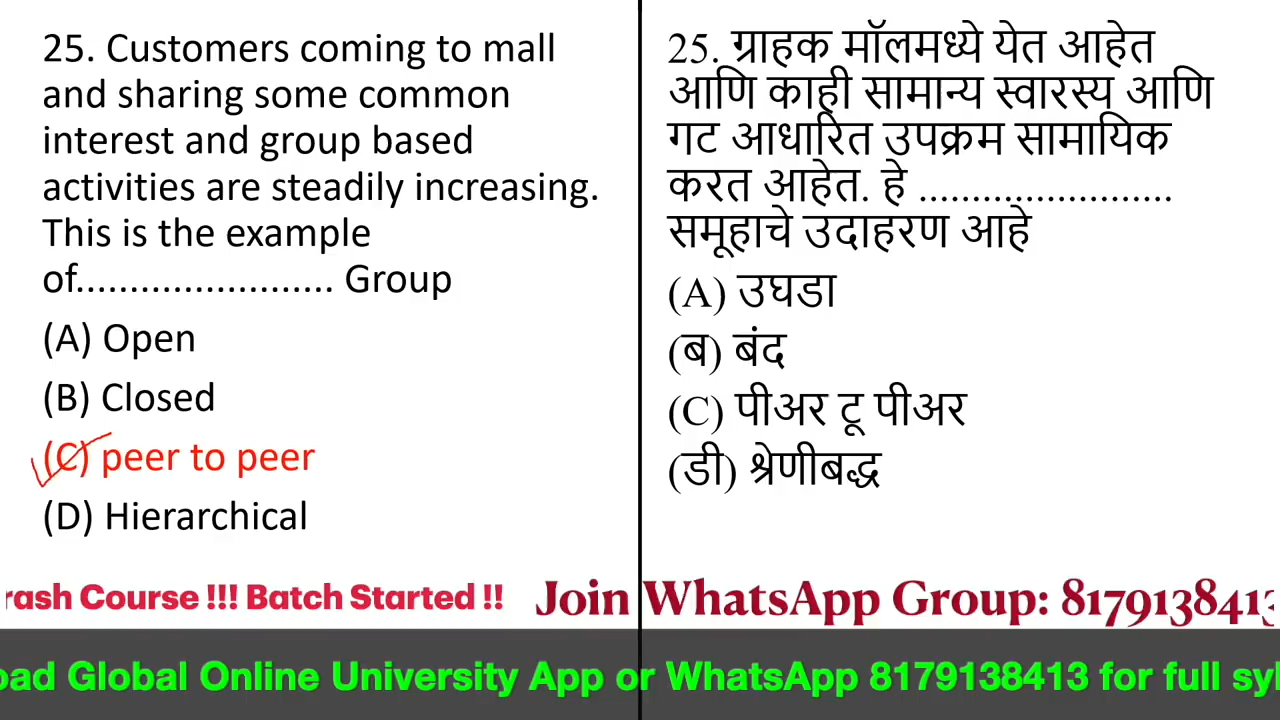 25. Customers coming to mall
and sharing some common
interest and group based
activities are steadily increasing.
This is the example
of........................ Group
(A) Open
(B) Closed
(C) peer to peer
(D) Hierarchical
25. ग्राहक मॉलमध्ये येत आहेत
आणि काही सामान्य स्वारस्य आणि
गट आधारित उपक्रम सामायिक
करत आहेत. हे ........................
समूहाचे उदाहरण आहे
(A) उघडा
(ब) बंद
(C) पीअर टू पीअर
(डी) श्रेणीबद्ध
rash Course !!! Batch Started !! Join WhatsApp Group: 8179138413
oad Global Online University App or WhatsApp 8179138413 for full syl